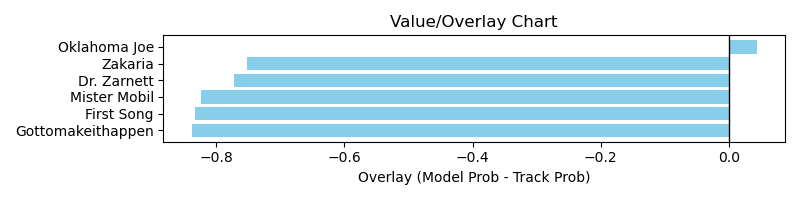 Value/Overlay Chart
Oklahoma Joe
Zakaria
Dr. Zarnett
Mister Mobil
First Song
Gottomakeithappen
−0.8 −0.6 −0.4 −0.2 0.0
Overlay (Model Prob - Track Prob)